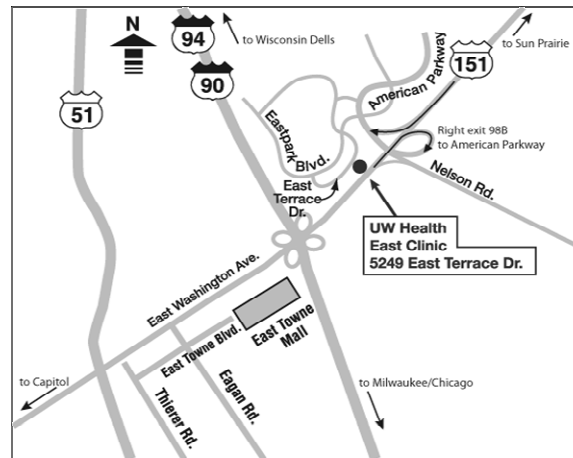 N
94
to Wisconsin Dells
90
51
to Sun Prairie
151
American Parkway
Right exit 98B
to American Parkway
Eastpark
Blvd.
Nelson Rd.
East
Terrace
Dr.
UW Health
East Clinic
5249 East Terrace Dr.
East Washington Ave.
East Towne
Mall
East Towne Blvd.
Eagan Rd.
Thierer Rd.
to Capitol
to Milwaukee/Chicago